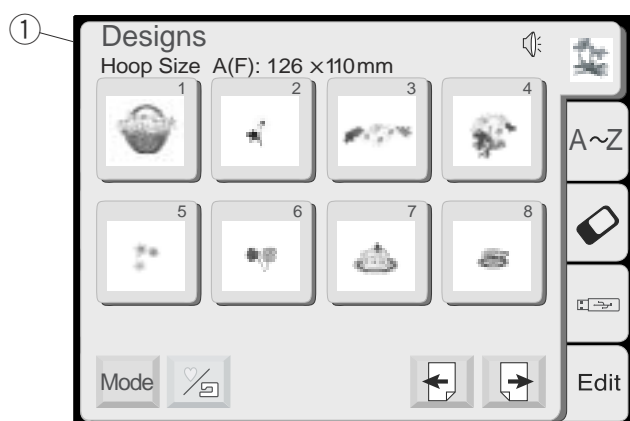 ①
Designs
Hoop Size A(F): 126 ×110mm
1 2 3 4
A~Z
5 6 7 8
Mode
Edit